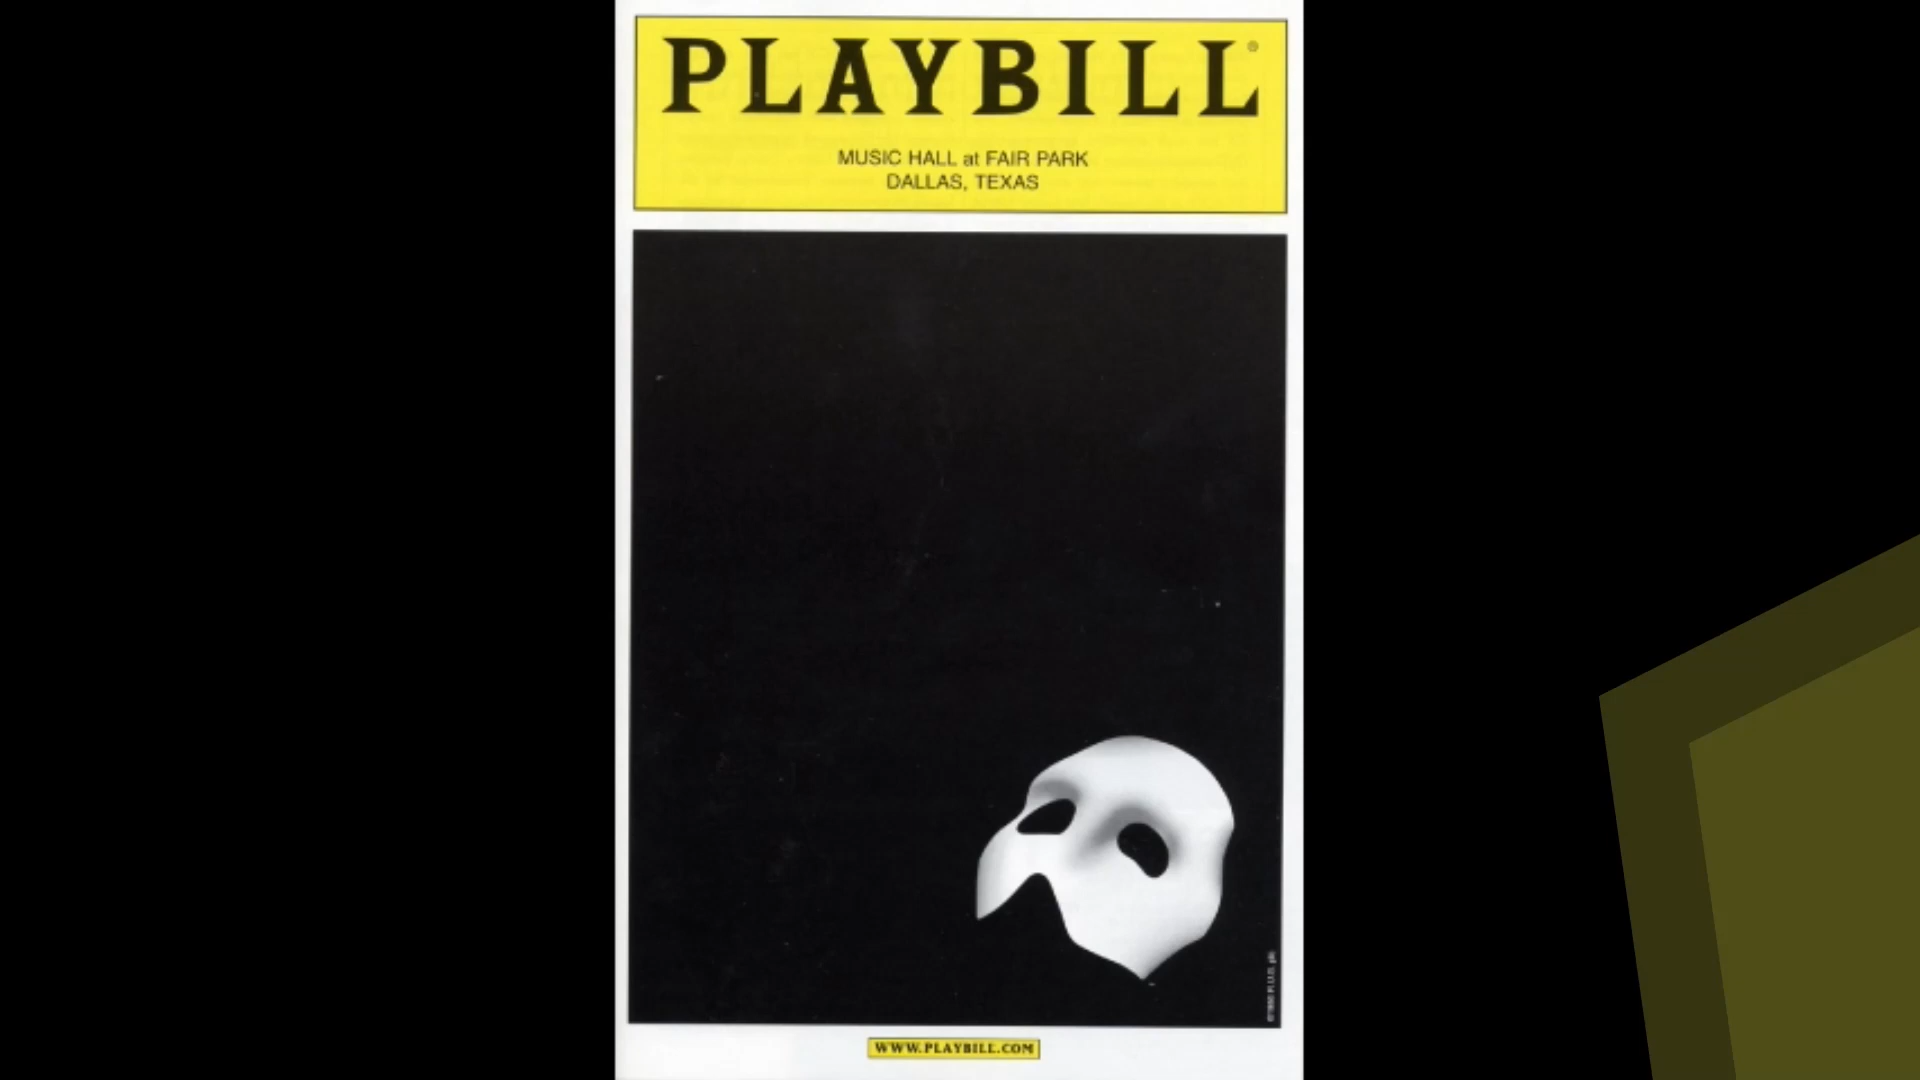 PLAYBILL®
MUSIC HALL at FAIR PARK
DALLAS, TEXAS
WWW.PLAYBILL.COM